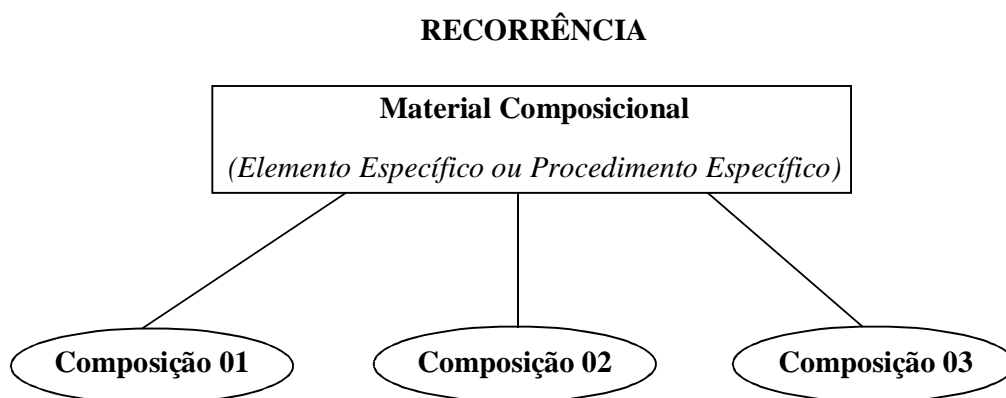 RECORRÊNCIA
Material Composicional
(Elemento Específico ou Procedimento Específico)
Composição 01
Composição 02
Composição 03